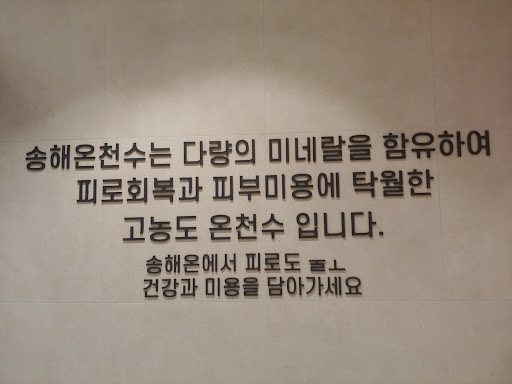 송해온천수는 다량의 미네랄을 함유하여
피로회복과 피부미용에 탁월한
고농도 온천수 입니다.
송해온에서 피로도
건강과 미용을 담아가세요